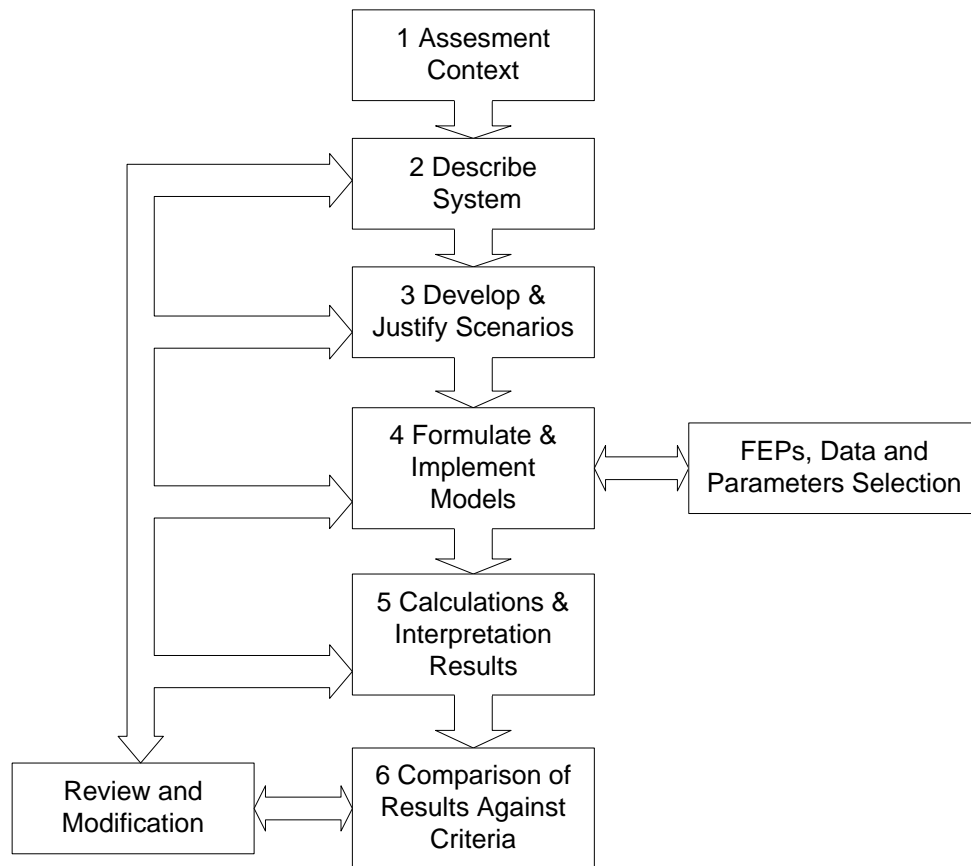 1 Assesment
Context
2 Describe
System
3 Develop &
Justify Scenarios
4 Formulate &
Implement
Models
FEPs, Data and
Parameters Selection
5 Calculations &
Interpretation
Results
Review and
Modification
6 Comparison of
Results Against
Criteria